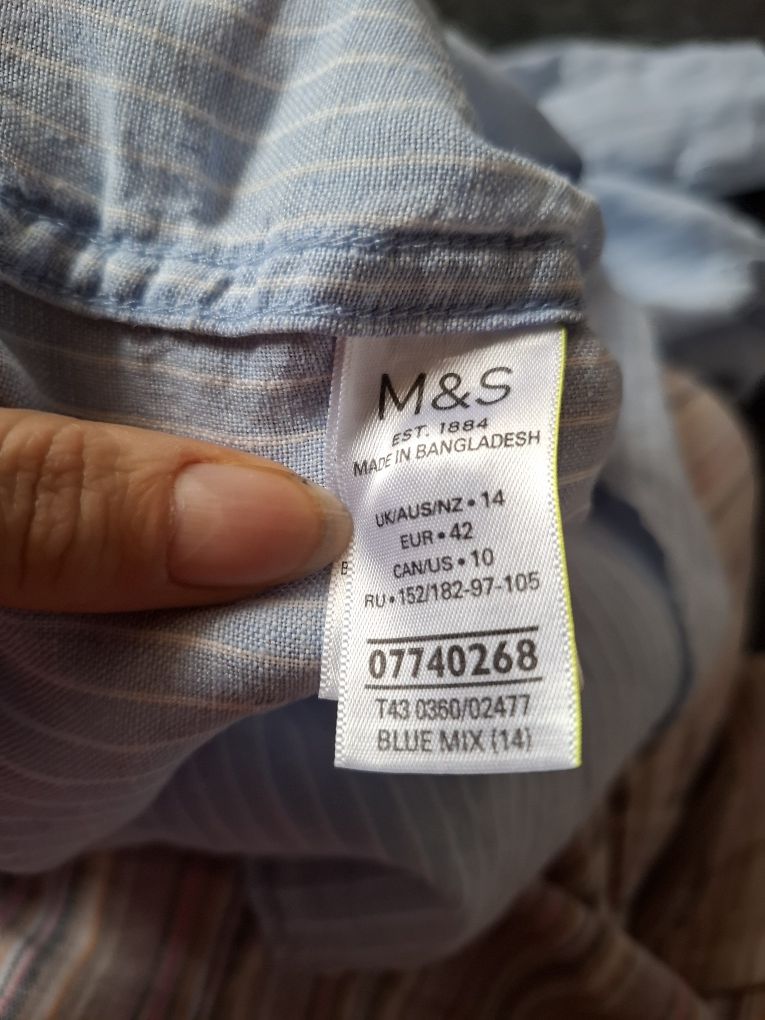 M&S
EST. 1884
MADE IN BANGLADESH
UK/AUS/NZ • 14
EUR • 42
CAN/US • 10
RU • 152/182-97-105
07740268
T43 0360/02477
BLUE MIX (14)